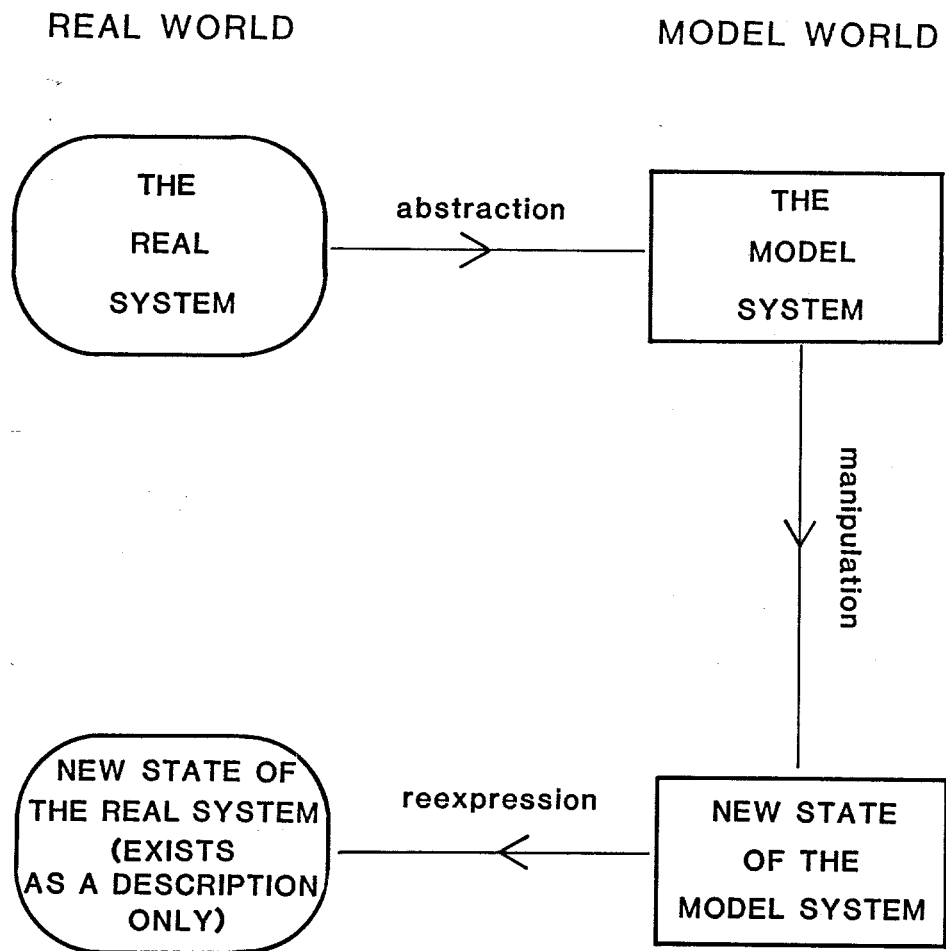 REAL WORLD
MODEL WORLD
THE
REAL
SYSTEM
abstraction
THE
MODEL
SYSTEM
manipulation
NEW STATE OF
THE REAL SYSTEM
(EXISTS
AS A DESCRIPTION
ONLY)
reexpression
NEW STATE
OF THE
MODEL SYSTEM